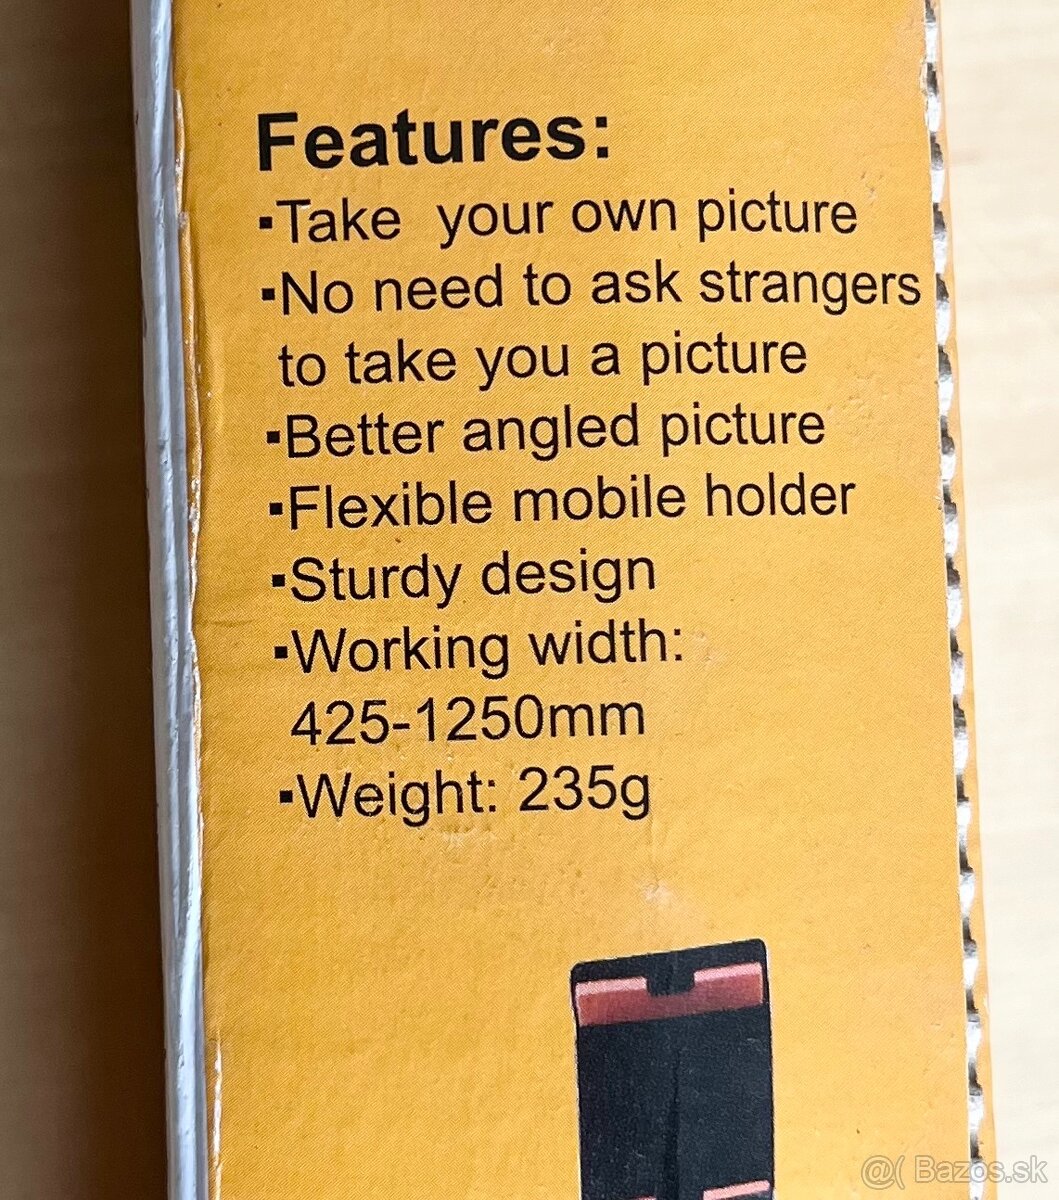 Features:
▪Take your own picture
▪No need to ask strangers
to take you a picture
▪Better angled picture
▪Flexible mobile holder
▪Sturdy design
▪Working width:
425-1250mm
▪Weight: 235g
@( Bazos.sk